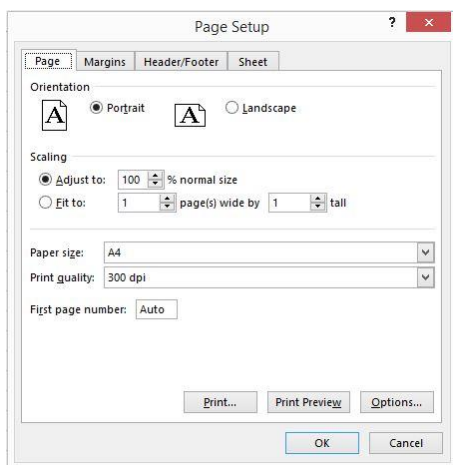 Page Setup
?
Page Margins Header/Footer Sheet
Orientation
A Portrait A Landscape
Scaling
Adjust to: 100 % normal size
Fit to: 1 page(s) wide by 1 tall
Paper size: A4
Print quality: 300 dpi
First page number: Auto
Print... Print Preview Options...
OK Cancel